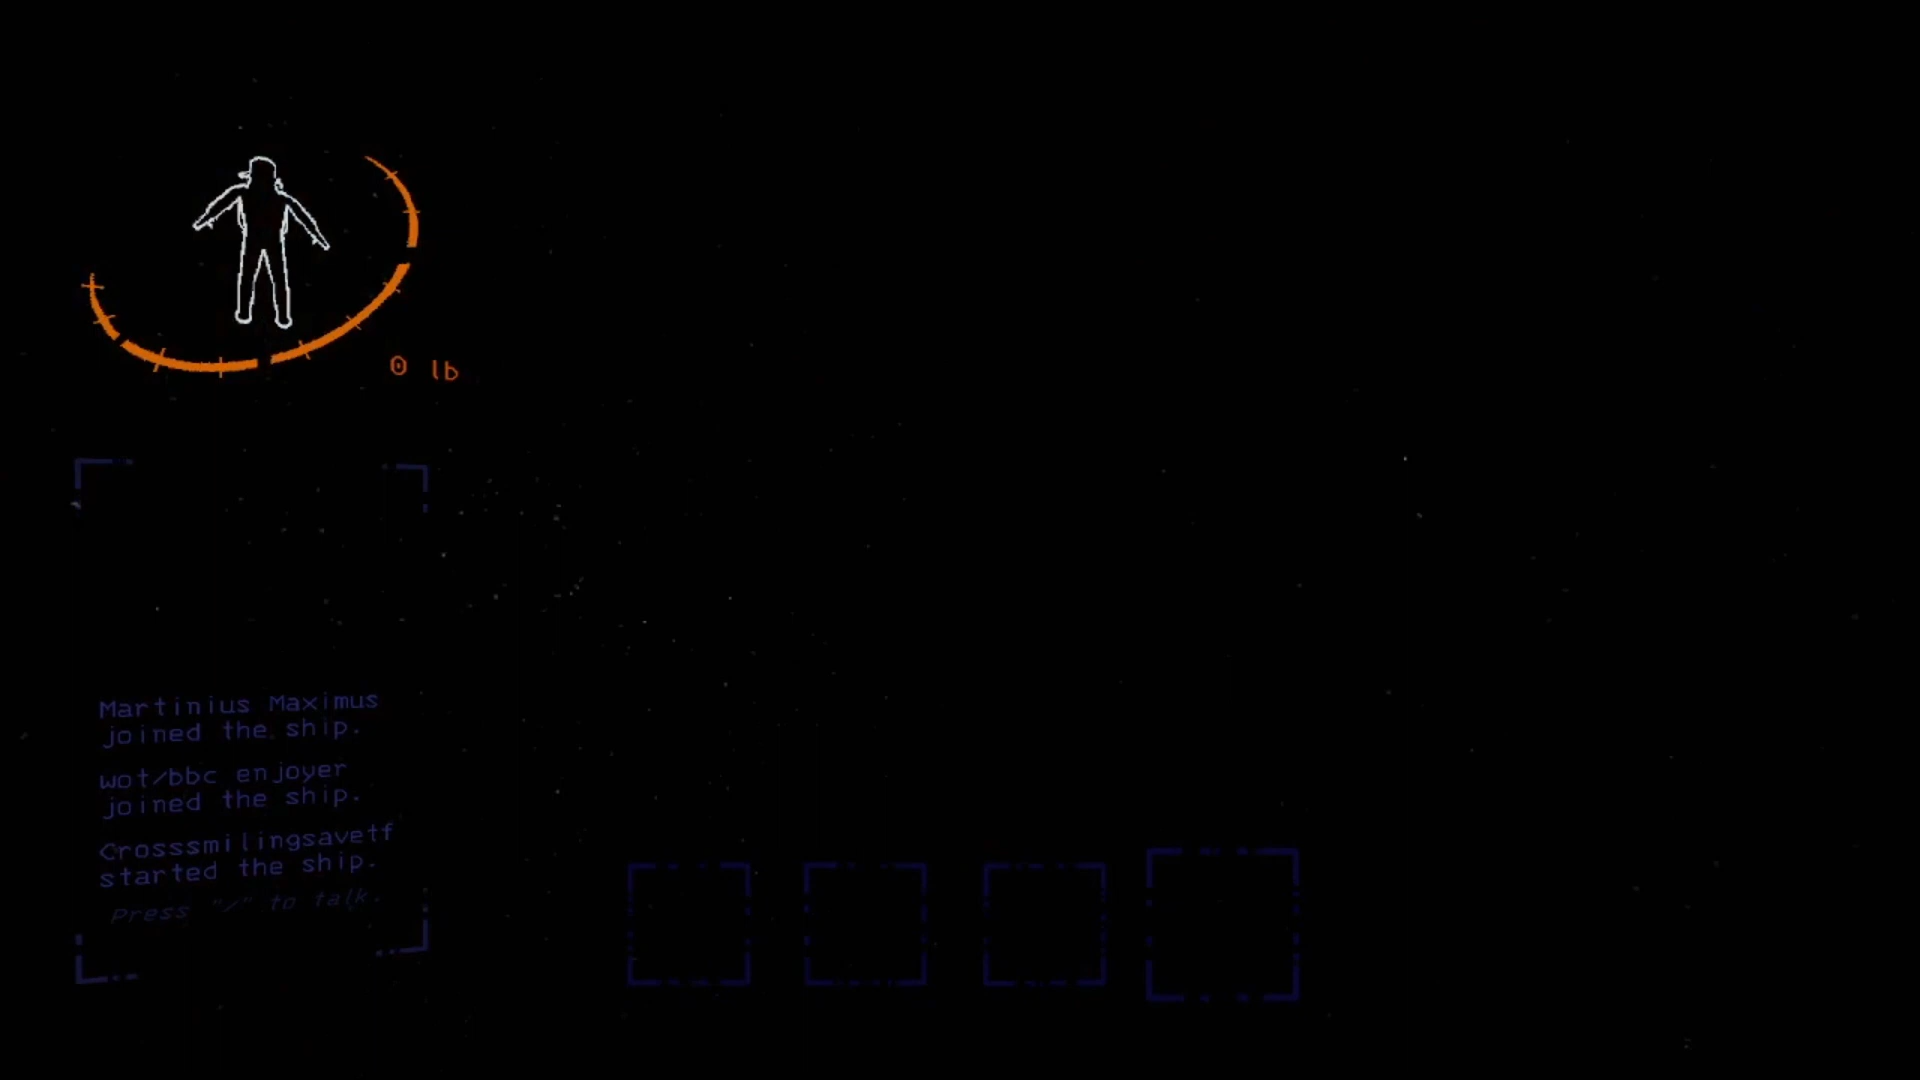 0 lb
Martinius Maximus
joined the ship.
wot/bbc enjoyer
joined the ship.
Crosssmilingsavetf
started the ship.
Press "/" to talk.